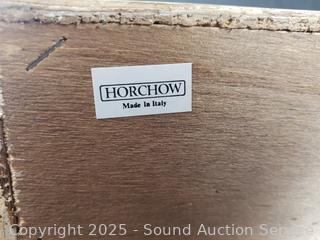 HORCHOW
Made in Italy
Copyright 2025 - Sound Auction Service